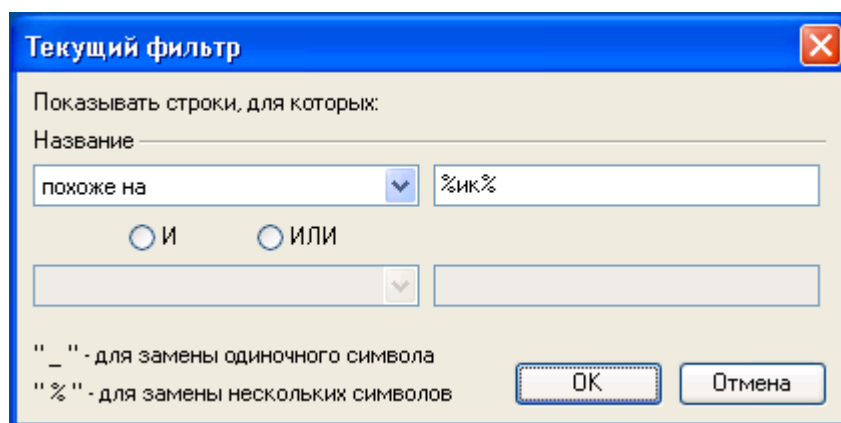 Текущий фильтр
Показывать строки, для которых:
Название
похоже на %ик%
И ИЛИ
"_" - для замены одиночного символа
"%" - для замены нескольких символов
OK Отмена